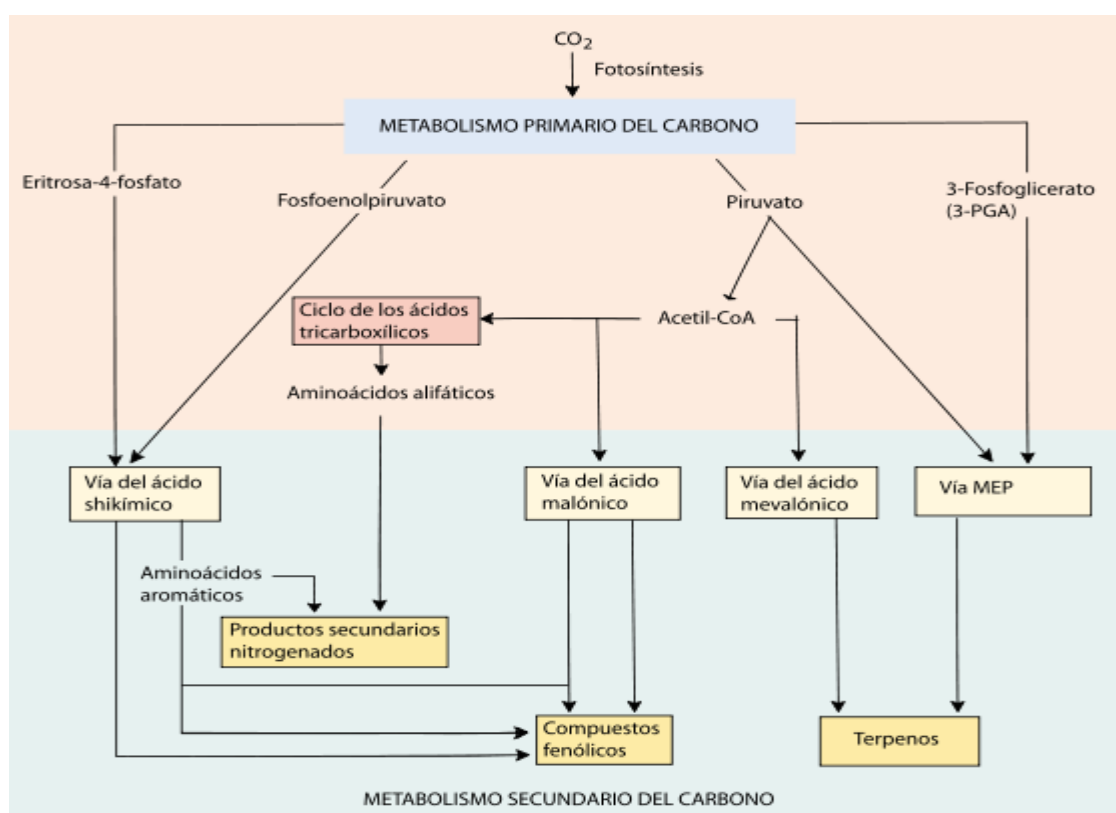 CO2
Fotosíntesis
METABOLISMO PRIMARIO DEL CARBONO
Eritrosa-4-fosfato
Fosfoenolpiruvato
Piruvato
3-Fosfoglicerato
(3-PGA)
Ciclo de los ácidos
tricarboxílicos
Acetil-CoA
Aminoácidos alifáticos
Vía del ácido
shikímico
Vía del ácido
malónico
Vía del ácido
mevalónico
Vía MEP
Aminoácidos
aromáticos
Productos secundarios
nitrogenados
Compuestos
fenólicos
Terpenos
METABOLISMO SECUNDARIO DEL CARBONO